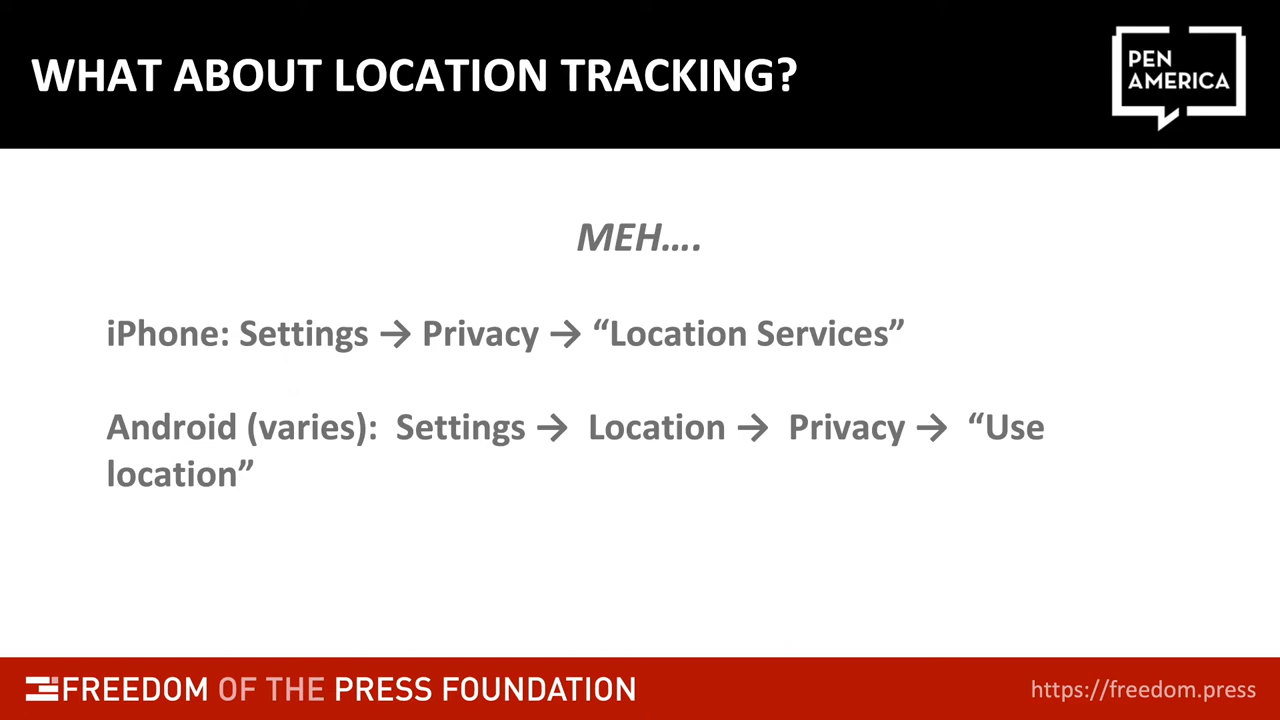 WHAT ABOUT LOCATION TRACKING?
PEN
AMERICA
MEH....
iPhone: Settings → Privacy → “Location Services”
Android (varies):  Settings →  Location →  Privacy →  “Use
location”
FREEDOM OF THE PRESS FOUNDATION
https://freedom.press